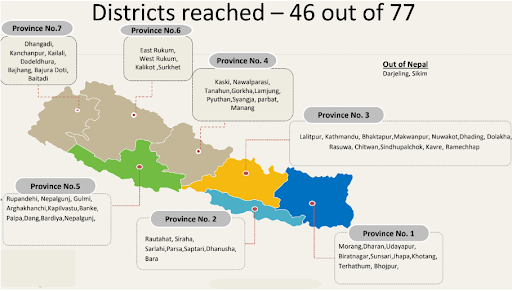 Districts reached – 46 out of 77
Province No.7
Dhangadi,
Kanchanpur, Kailali,
Dadeldhura,
Bajhang, Bajura Doti,
Baitadi
Province No.6
East Rukum,
West Rukum,
Kalikot ,Surkhet
Province No. 4
Kaski, Nawalparasi,
Tanahun,Gorkha,Lamjung,
Pyuthan,Syangja, parbat,
Manang
Out of Nepal
Darjeling, Sikim
Province No. 3
Lalitpur, Kathmandu, Bhaktapur,Makwanpur, Nuwakot,Dhading, Dolakha,
Rasuwa, Chitwan,Sindhupalchok, Kavre, Ramechhap
Province No.5
Rupandehi, Nepalgunj, Gulmi,
Arghakhanchi,Kapilvastu,Banke,
Palpa,Dang,Bardiya,Nepalgunj,
Province No. 2
Rautahat, Siraha,
Sarlahi,Parsa,Saptari,Dhanusha,
Bara
Province No. 1
Morang,Dharan,Udayapur,
Biratnagar,Sunsari,Jhapa,Khotang,
Terhathum, Bhojpur,